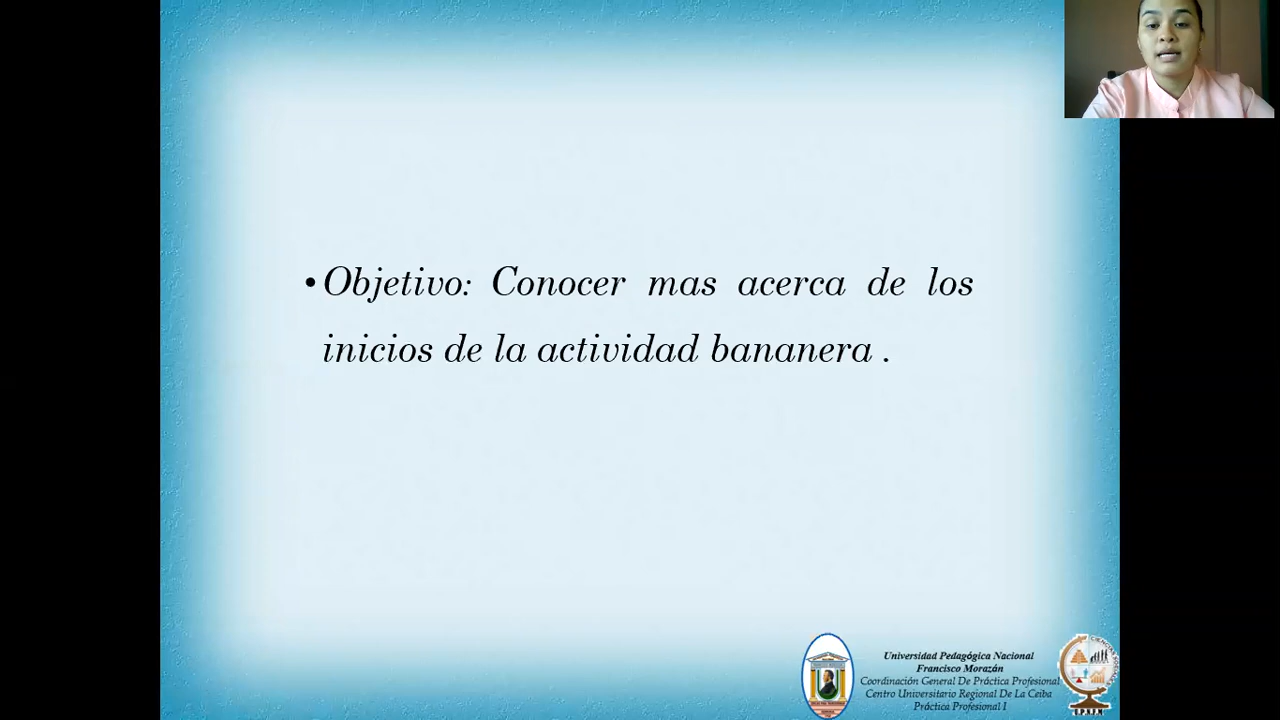 •Objetivo: Conocer mas acerca de los
inicios de la actividad bananera .
Universidad Pedagógica Nacional
Francisco Morazán
Coordinación General De Práctica Profesional
Centro Universitario Regional De La Ceiba
Práctica Profesional I